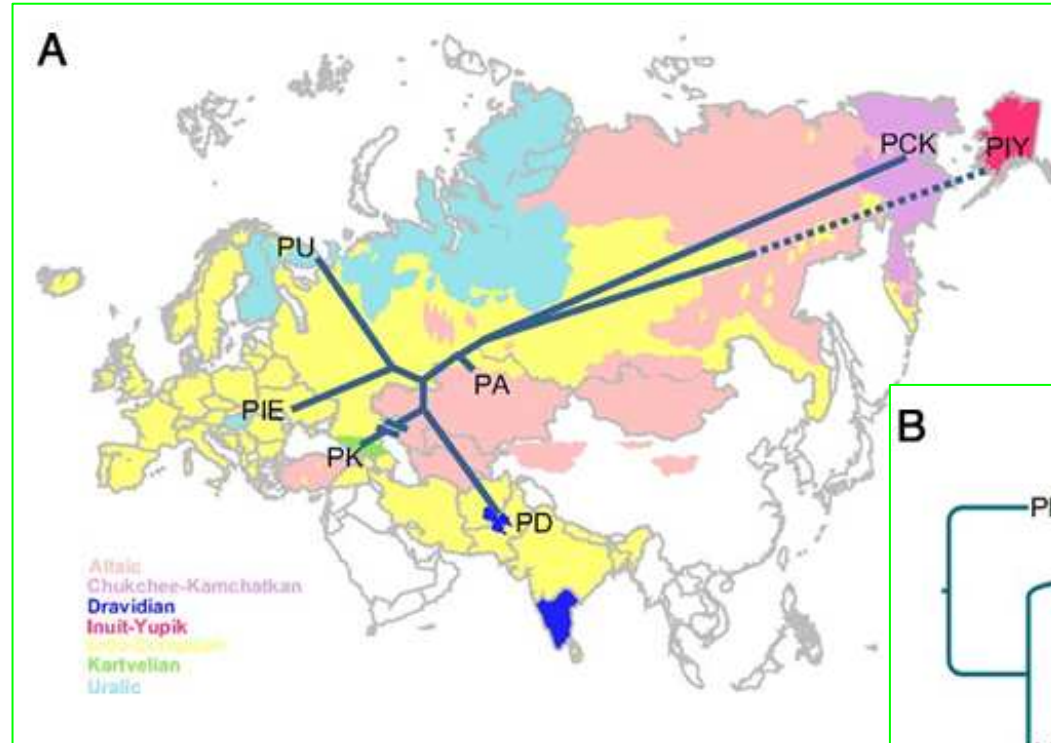 A
PCK
PIY
PU
PA
PIE
B
PK
PD
Altaic
Chukchee-Kamchatkan
Dravidian
Inuit-Yupik
Indo-European
Kartvelian
Uralic